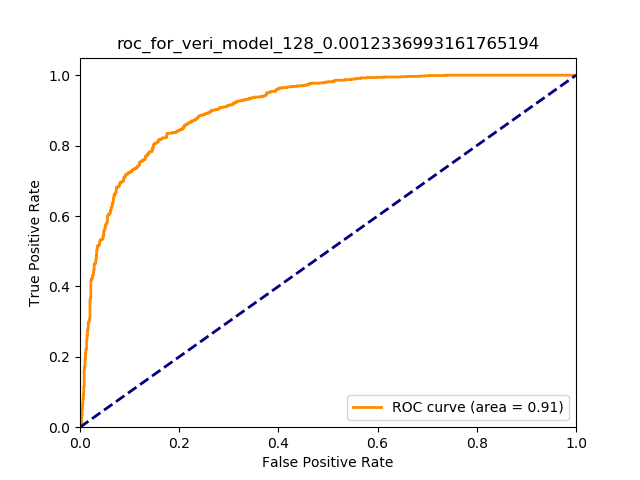 roc_for_veri_model_128_0.0012336993161765194
True Positive Rate
1.0
0.8
0.6
0.4
0.2
0.0
ROC curve (area = 0.91)
0.0 0.2 0.4 0.6 0.8 1.0
False Positive Rate